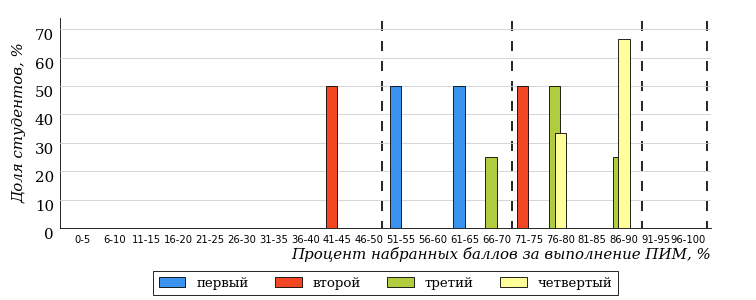 Доля студентов, %
70
60
50
40
30
20
10
0
0-5 6-10 11-15 16-20 21-25 26-30 31-35 36-40 41-45 46-50 51-55 56-60 61-65 66-70 71-75 76-80 81-85 86-90 91-95 96-100
Процент набранных баллов за выполнение ПИМ, %
первый второй третий четвертый